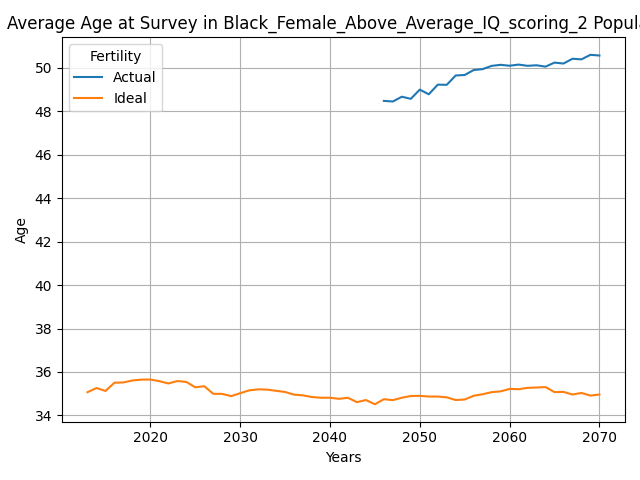 Average Age at Survey in Black_Female_Above_Average_IQ_scoring_2 Popul
Fertility
Actual
Ideal
50
48
46
44
42
40
38
36
34
Age
2020 2030 2040 2050 2060 2070
Years